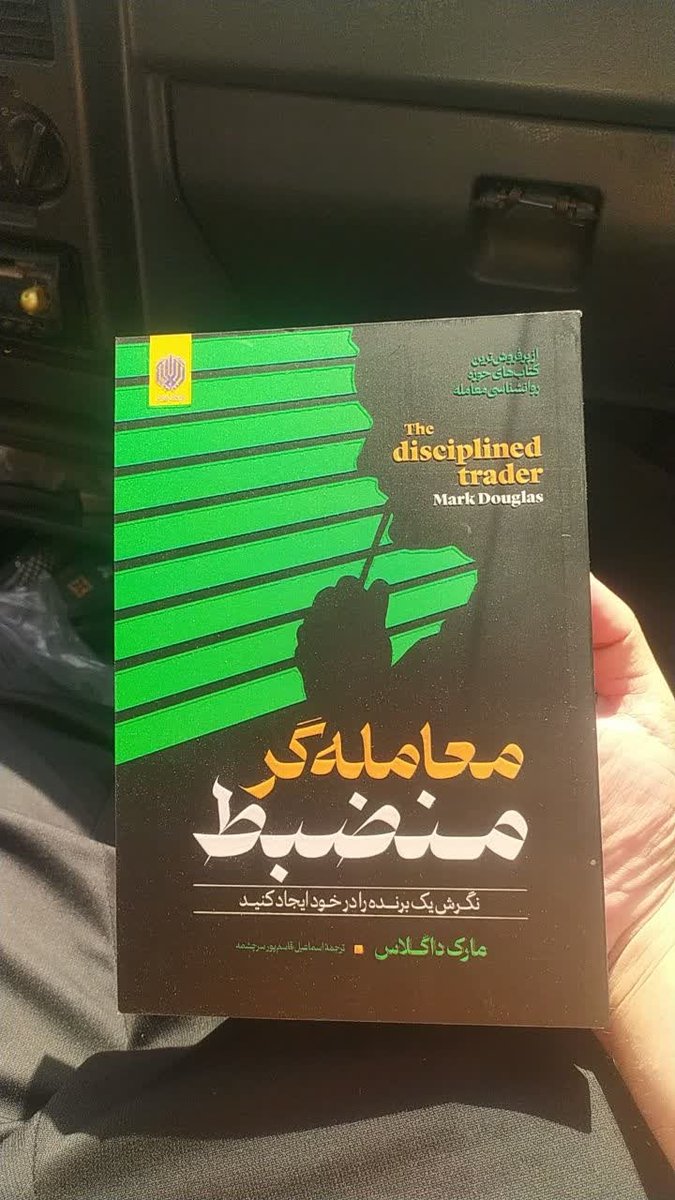 از پرفروش‌ترین
کتاب‌های حوزه
روانشناسی معامله
The
disciplined
trader
Mark Douglas
معامله‌گر
منضبط
نگرش یک برنده را در خود ایجاد کنید
مارک داگلاس ■ ترجمهٔ اسماعیل قاسم‌پور سرچشمه